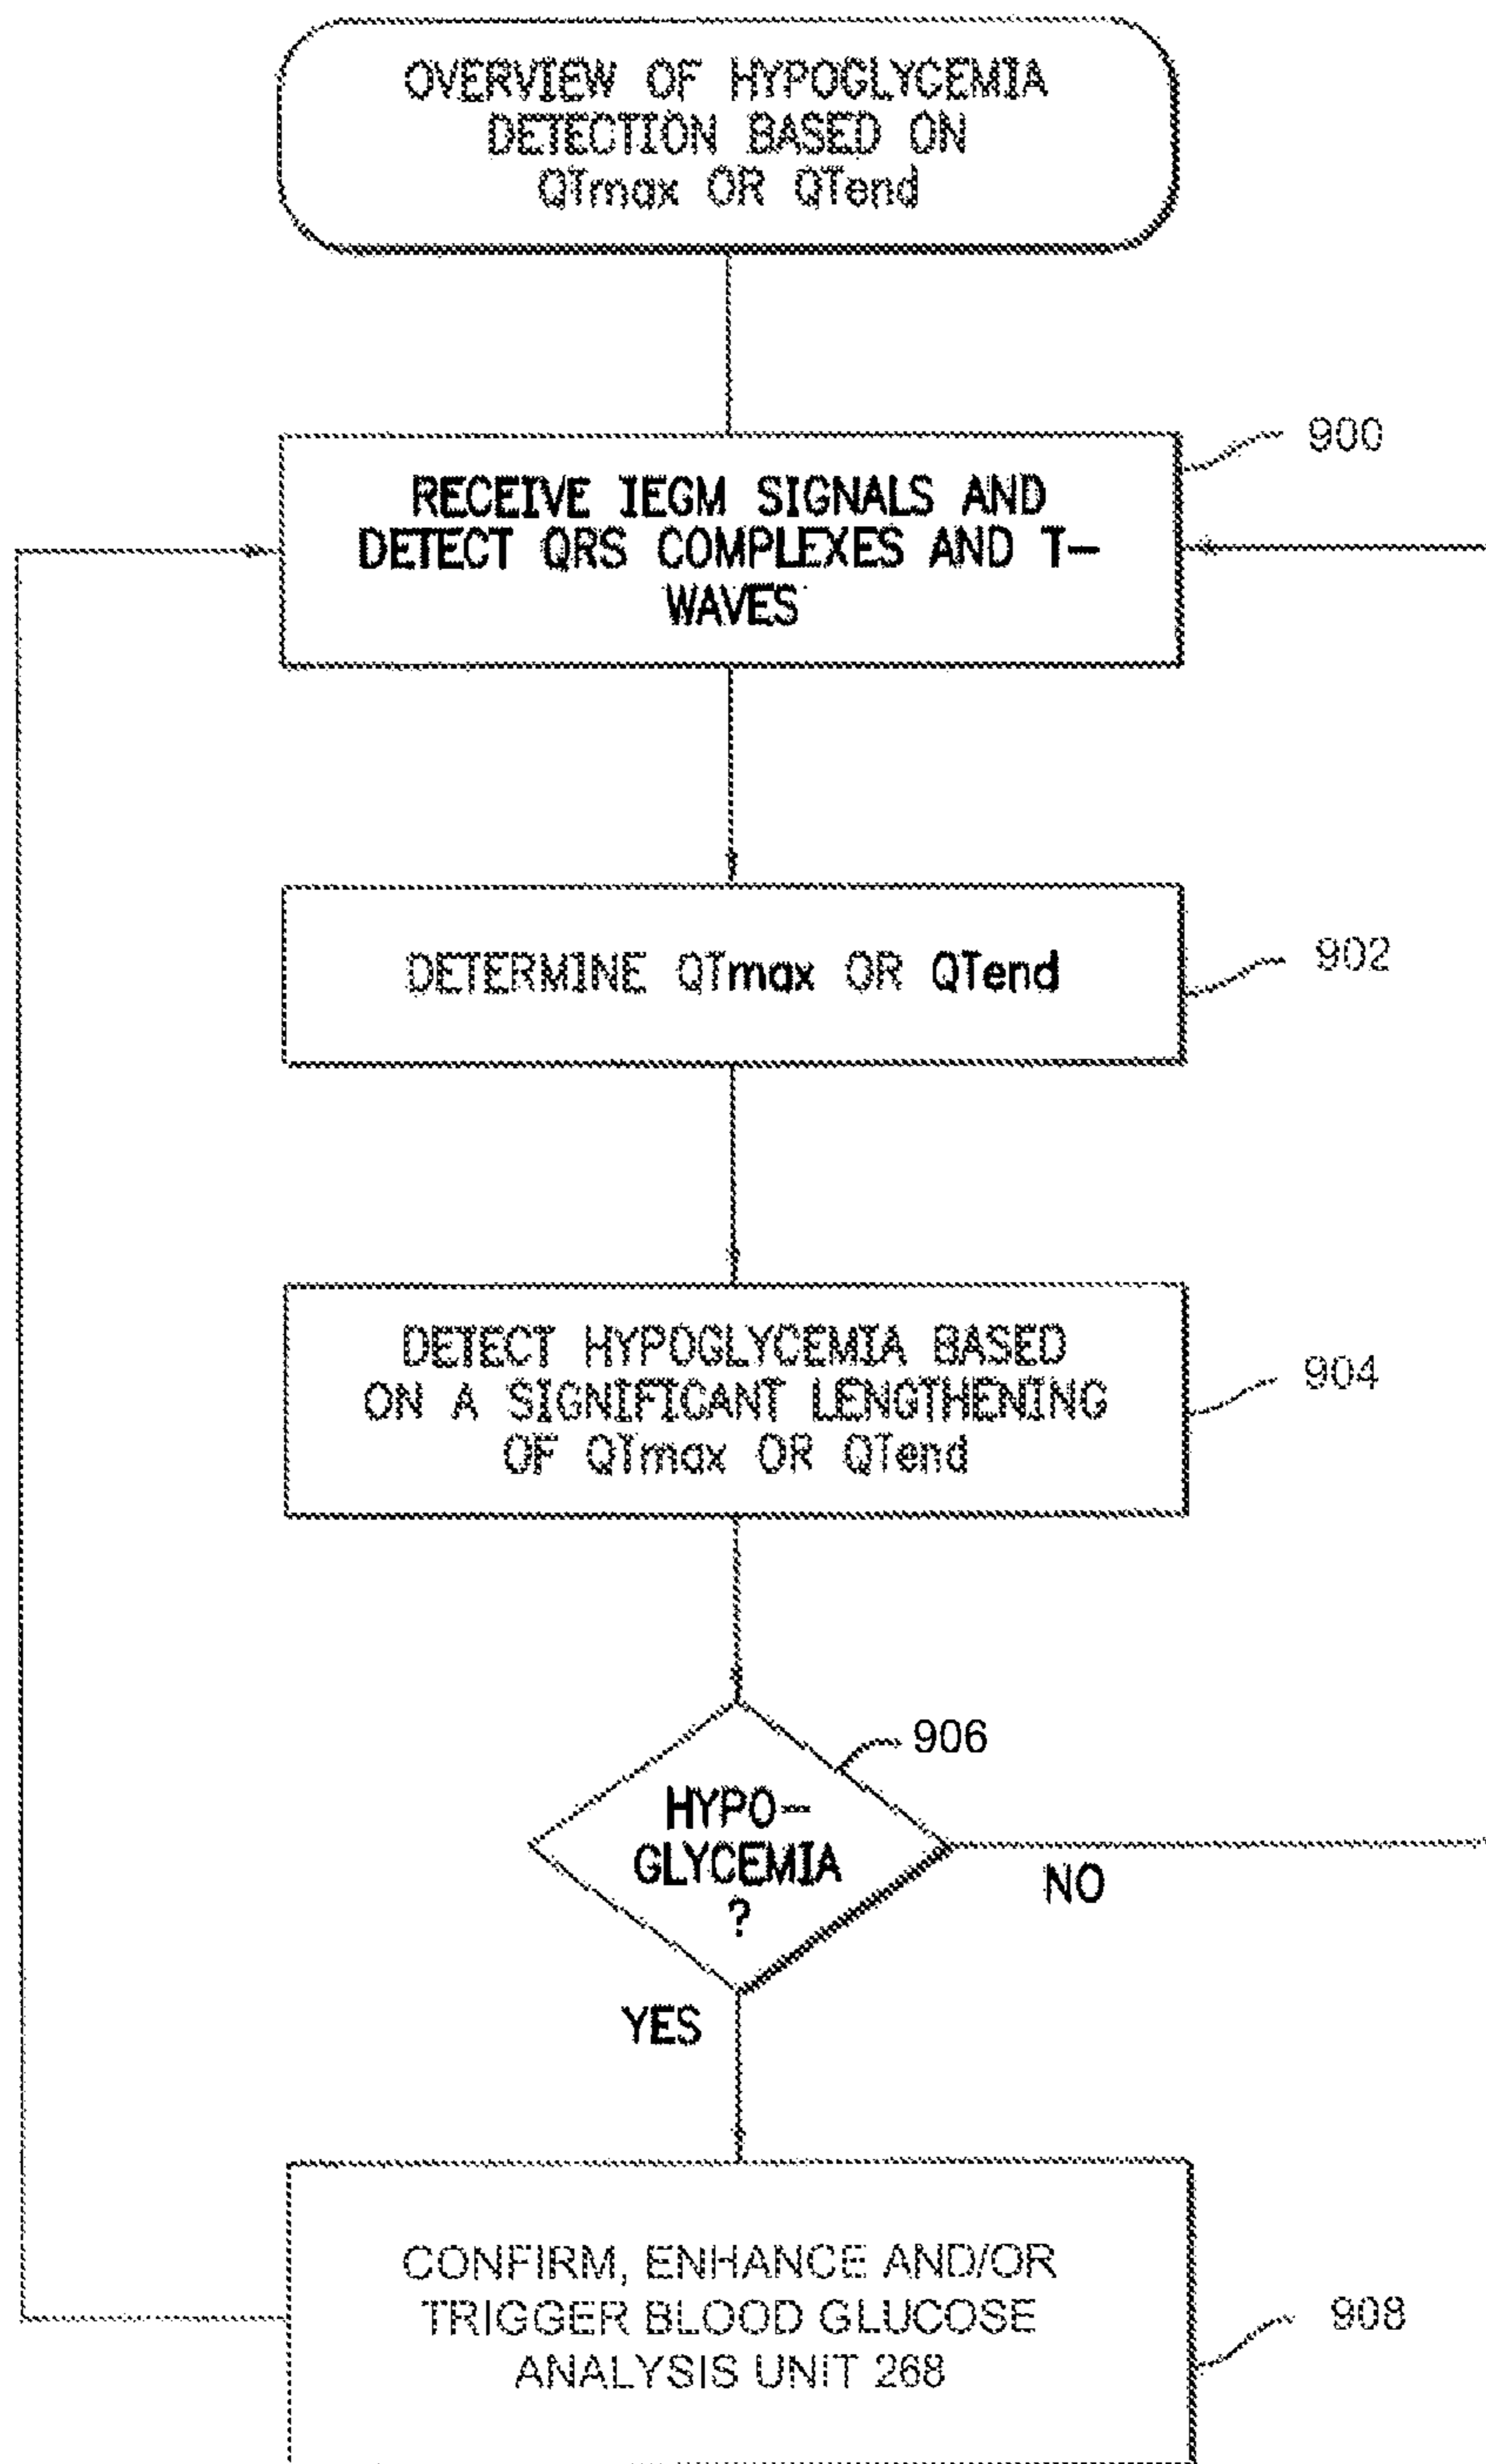 OVERVIEW OF HYPOGLYCEMIA
DETECTION BASED ON
QTmax OR QTend
900
RECEIVE IEGM SIGNALS AND
DETECT QRS COMPLEXES AND T-
WAVES
902
DETERMINE QTmax OR QTend
904
DETECT HYPOGLYCEMIA BASED
ON A SIGNIFICANT LENGTHENING
OF QTmax OR QTend
906
HYPO-
GLYCEMIA
?
NO
YES
CONFIRM, ENHANCE AND/OR
TRIGGER BLOOD GLUCOSE
ANALYSIS UNIT 268
908